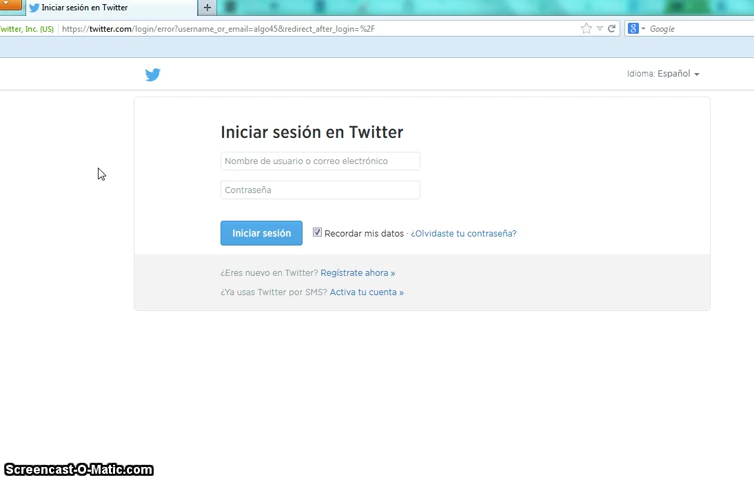 Iniciar sesión en Twitter
Twitter, Inc. (US)
https://twitter.com/login/error?username_or_email=algo45&redirect_after_login=%2F
Google
Idioma: Español
Iniciar sesión en Twitter
Nombre de usuario o correo electrónico
Contraseña
Iniciar sesión
Recordar mis datos · ¿Olvidaste tu contraseña?
¿Eres nuevo en Twitter? Regístrate ahora »
¿Ya usas Twitter por SMS? Activa tu cuenta »
Screencast-O-Matic.com